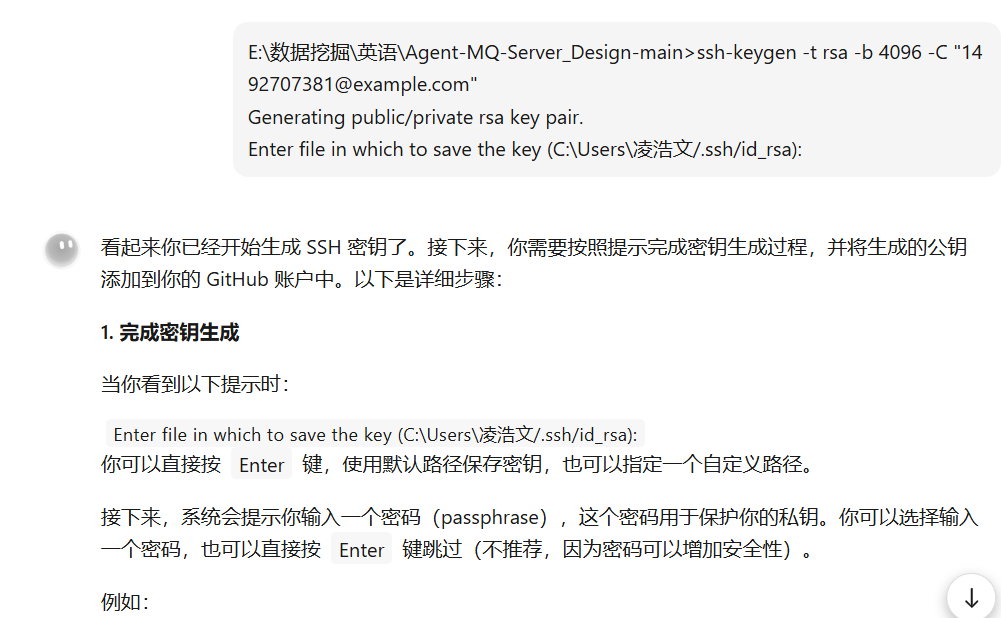 E:\数据挖掘\英语\Agent-MQ-Server_Design-main>ssh-keygen -t rsa -b 4096 -C "14
92707381@example.com"
Generating public/private rsa key pair.
Enter file in which to save the key (C:\Users\凌浩文/.ssh/id_rsa):
看起来你已经开始生成 SSH 密钥了。接下来，你需要按照提示完成密钥生成过程，并将生成的公钥
添加到你的 GitHub 账户中。以下是详细步骤：
1. 完成密钥生成
当你看到以下提示时：
Enter file in which to save the key (C:\Users\凌浩文/.ssh/id_rsa):
你可以直接按 Enter 键，使用默认路径保存密钥，也可以指定一个自定义路径。
接下来，系统会提示你输入一个密码（passphrase），这个密码用于保护你的私钥。你可以选择输入
一个密码，也可以直接按 Enter 键跳过（不推荐，因为密码可以增加安全性）。
例如：